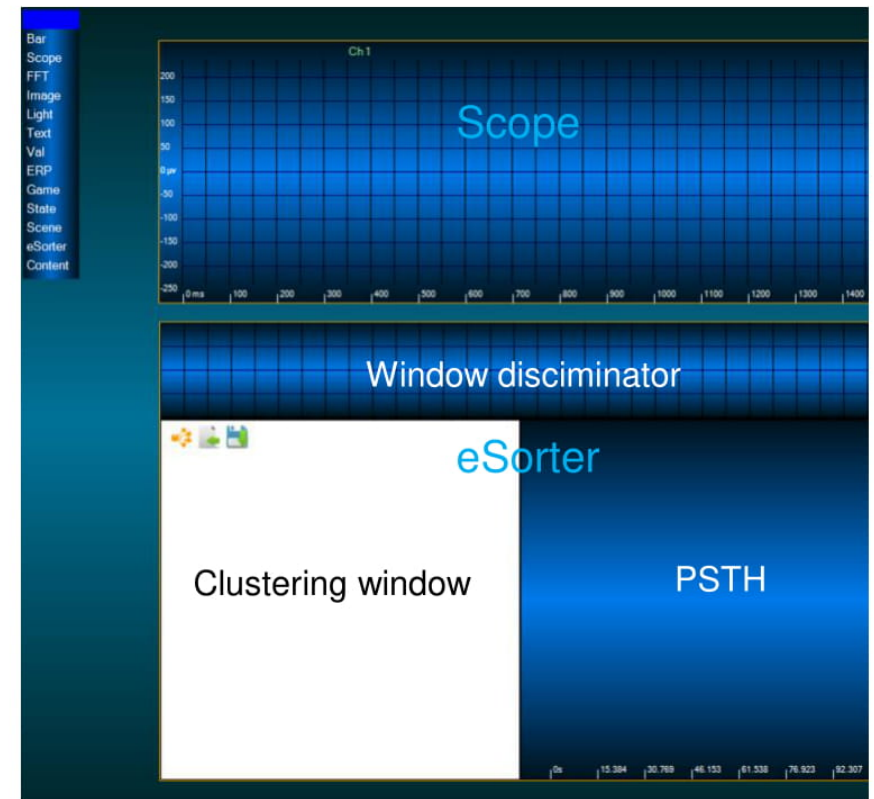 Bar
Scope
FFT
Image
Light
Text
Val
ERP
Game
State
Scene
eSorter
Content
Ch 1
200
150
100
50
0 µv
-50
-100
-150
-200
-250
Scope
0 ms 100 200 300 400 500 600 700 800 900 1000 1100 1200 1300 1400
Window disciminator
eSorter
Clustering window
PSTH
0s 15.384 30.769 46.153 61.538 76.923 92.307